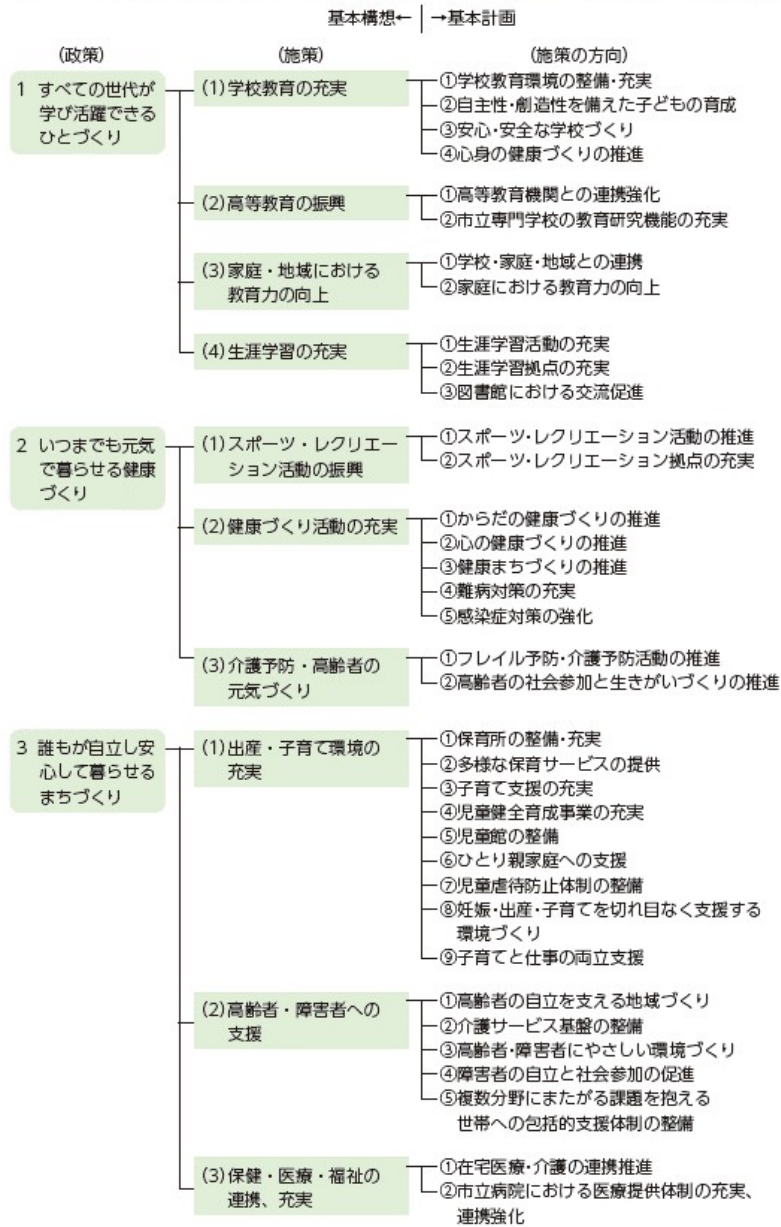 基本構想← →基本計画
(政策) (施策) (施策の方向)
1 すべての世代が
学び活躍できる
ひとづくり
(1)学校教育の充実
①学校教育環境の整備・充実
②自主性・創造性を備えた子どもの育成
③安心・安全な学校づくり
④心身の健康づくりの推進
(2)高等教育の振興
①高等教育機関との連携強化
②市立専門学校の教育研究機能の充実
(3)家庭・地域における
教育力の向上
①学校・家庭・地域との連携
②家庭における教育力の向上
(4)生涯学習の充実
①生涯学習活動の充実
②生涯学習拠点の充実
③図書館における交流促進
2 いつまでも元気
で暮らせる健康
づくり
(1)スポーツ・レクリエー
ション活動の振興
①スポーツ・レクリエーション活動の推進
②スポーツ・レクリエーション拠点の充実
(2)健康づくり活動の充実
①からだの健康づくりの推進
②心の健康づくりの推進
③健康まちづくりの推進
④難病対策の充実
⑤感染症対策の強化
(3)介護予防・高齢者の
元気づくり
①フレイル予防・介護予防活動の推進
②高齢者の社会参加と生きがいづくりの推進
3 誰もが自立し安
心して暮らせる
まちづくり
(1)出産・子育て環境の
充実
①保育所の整備・充実
②多様な保育サービスの提供
③子育て支援の充実
④児童健全育成事業の充実
⑤児童館の整備
⑥ひとり親家庭への支援
⑦児童虐待防止体制の整備
⑧妊娠・出産・子育てを切れ目なく支援する
環境づくり
⑨子育てと仕事の両立支援
(2)高齢者・障害者への
支援
①高齢者の自立を支える地域づくり
②介護サービス基盤の整備
③高齢者・障害者にやさしい環境づくり
④障害者の自立と社会参加の促進
⑤複数分野にまたがる課題を抱える
世帯への包括的支援体制の整備
(3)保健・医療・福祉の
連携、充実
①在宅医療・介護の連携推進
②市立病院における医療提供体制の充実、
連携強化